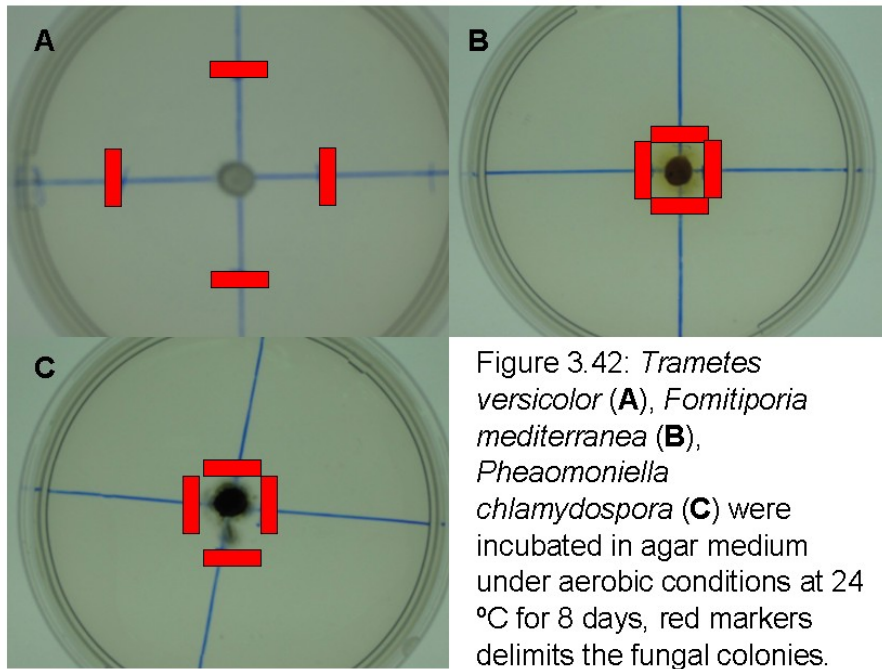 A
B
C
Figure 3.42: Trametes
versicolor (A), Fomitiporia
mediterranea (B),
Pheaomoniella
chlamydospora (C) were
incubated in agar medium
under aerobic conditions at 24
ºC for 8 days, red markers
delimits the fungal colonies.